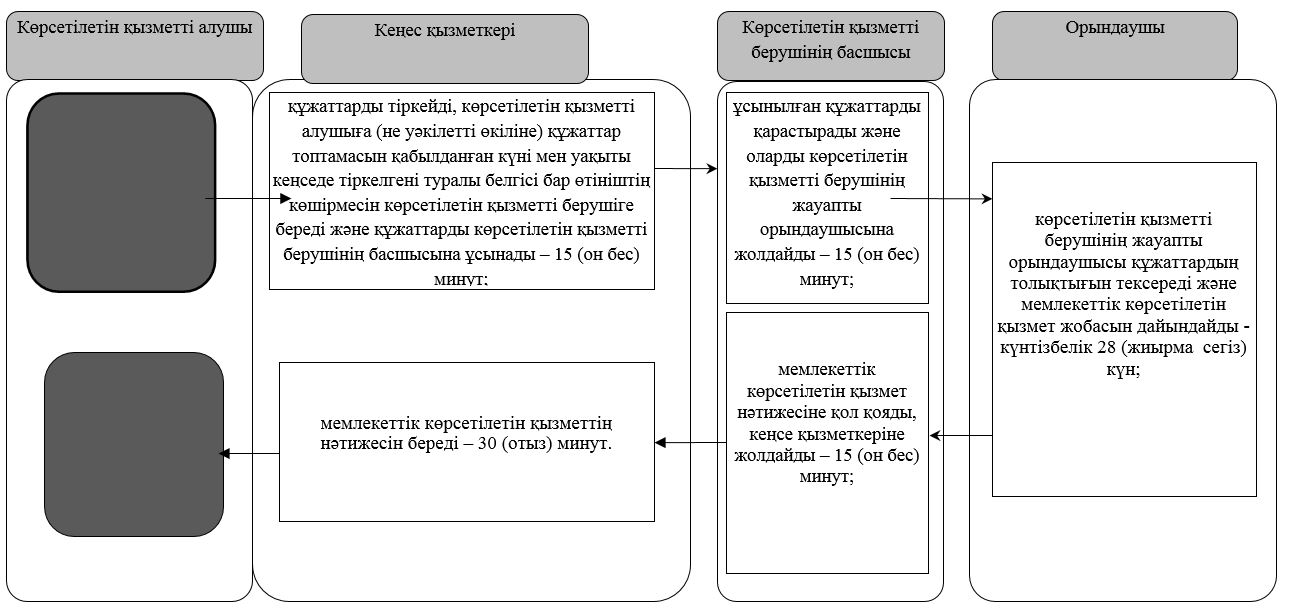 Көрсетілетін қызметті алушы
Кеңес қызметкері
Көрсетілетін қызметті
берушінің басшысы
Орындаушы
құжаттарды тіркейді, көрсетілетін қызметті
алушыға (не уәкілетті өкіліне) құжаттар
топтамасын қабылданған күні мен уақыты
кеңседе тіркелгені туралы белгісі бар өтініштің
көшірмесін көрсетілетін қызметті берушіге
береді және құжаттарды көрсетілетін қызметті
берушінің басшысына ұсынады – 15 (он бес)
минут;
ұсынылған құжаттарды
қарастырады және
оларды көрсетілетін
қызметті берушінің
жауапты
орындаушысына
жолдайды – 15 (он бес)
минут;
көрсетілетін қызметті
берушінің жауапты
орындаушысы құжаттардың
толықтығын тексереді және
мемлекеттік көрсетілетін
қызмет жобасын дайындайды -
күнтізбелік 28 (жиырма сегіз)
күн;
мемлекеттік
көрсетілетін қызмет
нәтижесіне қол қояды,
кеңсе қызметкеріне
жолдайды – 15 (он бес)
минут;
мемлекеттік көрсетілетін қызметтің
нәтижесін береді – 30 (отыз) минут.